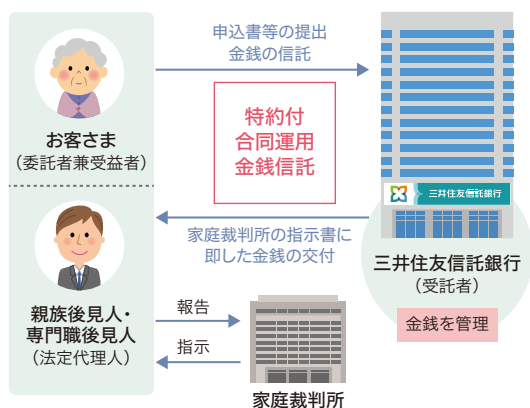 申込書等の提出
金銭の信託
お客さま
（委託者兼受益者）
特約付
合同運用
金銭信託
三井住友信託銀行
家庭裁判所の指示書に
即した金銭の交付
三井住友信託銀行
（受託者）
金銭を管理
親族後見人・
専門職後見人
（法定代理人）
報告
指示
家庭裁判所